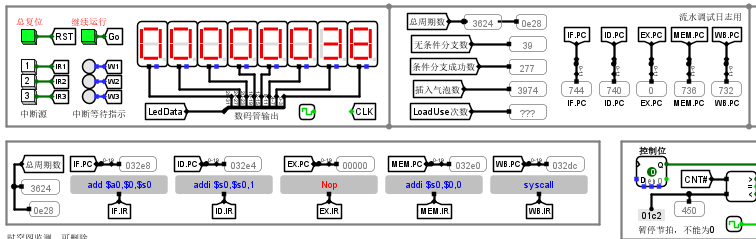 总复位 继续运行
RST Go
1 IR1 W1
2 IR2 W2
3 IR3 W3
中断源 中断等待指示
LedData 数码管输出 CLK
总周期数 3624 0e28
无条件分支数 39
条件分支成功数 277
插入气泡数 3974
LoadUse次数 ???
流水调试日志用
IF.PC ID.PC EX.PC MEM.PC WB.PC
744 740 0 736 732
IF.PC ID.PC EX.PC MEM.PC WB.PC
总周期数 IF.PC 032e8 ID.PC 032e4 EX.PC 00000 MEM.PC 032e0 WB.PC 032dc
3624 add $a0,$0,$s0 addi $s0,$s0,1 Nop addi $s0,$0,0 syscall
0e28 IF.IR ID.IR EX.IR MEM.IR WB.IR
控制位
D Q
0
CNT#
01c2 450
暂停节拍，不能为0
时空图监测，可删除